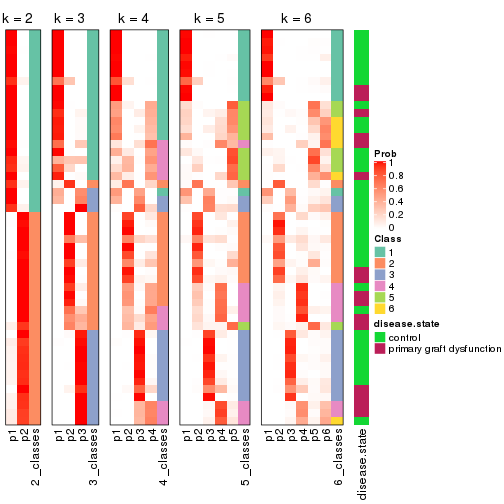 k = 2 k = 3 k = 4 k = 5 k = 6
Prob
1
0.8
0.6
0.4
0.2
0
Class
1
2
3
4
5
6
disease.state
control
primary graft dysfunction
p1 p2 2_classes p1 p2 p3 3_classes p1 p2 p3 p4 4_classes p1 p2 p3 p4 p5 5_classes p1 p2 p3 p4 p5 p6 6_classes disease.state